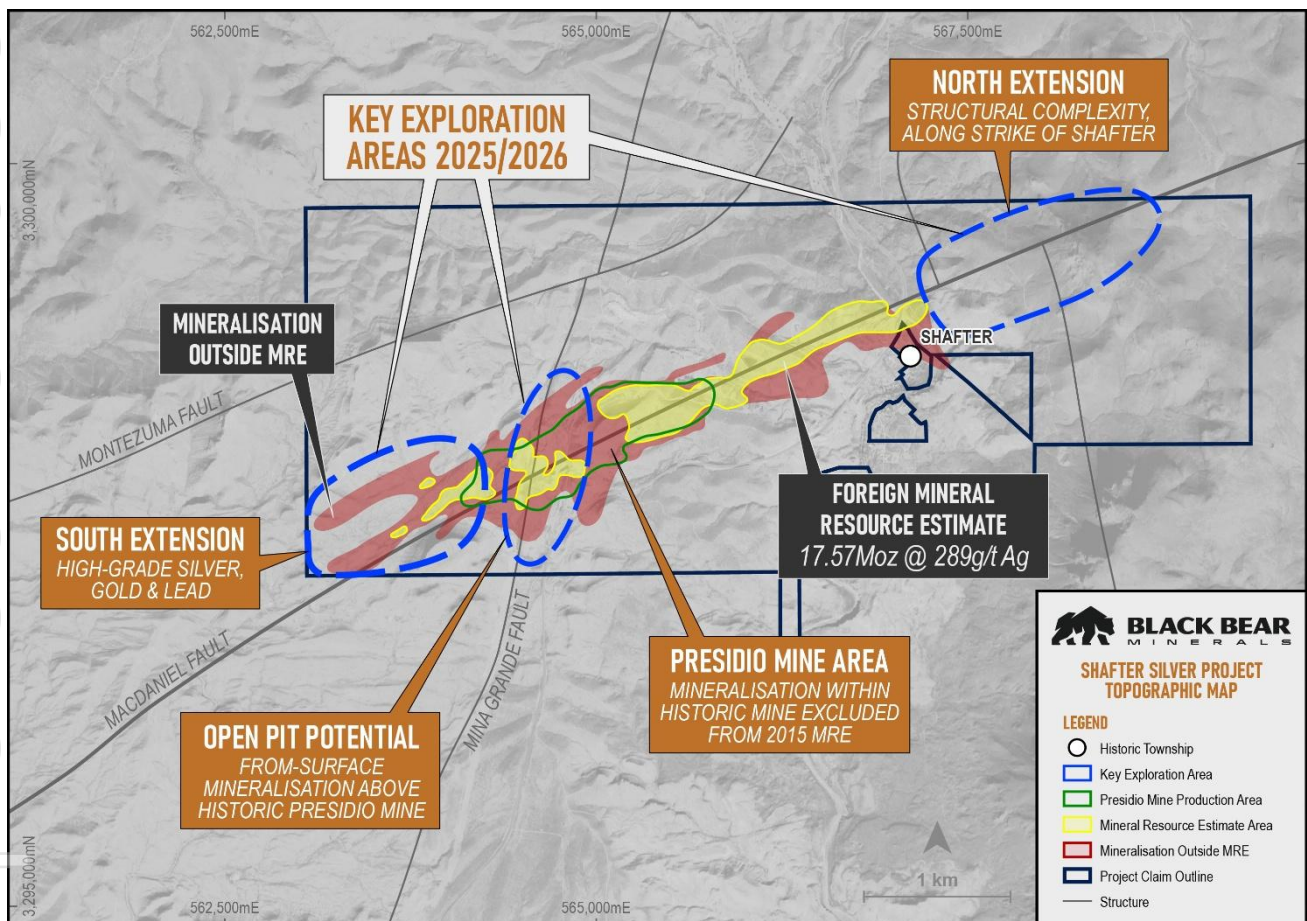 562,500mE
565,000mE
567,500mE
3,300,000mN
3,295,000mN
KEY EXPLORATION
AREAS 2025/2026
NORTH EXTENSION
STRUCTURAL COMPLEXITY,
ALONG STRIKE OF SHAFTER
MINERALISATION
OUTSIDE MRE
SHAFTER
MONTEZUMA FAULT
SOUTH EXTENSION
HIGH-GRADE SILVER,
GOLD & LEAD
FOREIGN MINERAL
RESOURCE ESTIMATE
17.57Moz @ 289g/t Ag
MACDANIEL FAULT
MINA GRANDE FAULT
OPEN PIT POTENTIAL
FROM-SURFACE
MINERALISATION ABOVE
HISTORIC PRESIDIO MINE
PRESIDIO MINE AREA
MINERALISATION WITHIN
HISTORIC MINE EXCLUDED
FROM 2015 MRE
1 km
562,500mE
565,000mE
BLACK BEAR
MINERALS
SHAFTER SILVER PROJECT
TOPOGRAPHIC MAP
LEGEND
Historic Township
Key Exploration Area
Presidio Mine Production Area
Mineral Resource Estimate Area
Mineralisation Outside MRE
Project Claim Outline
Structure